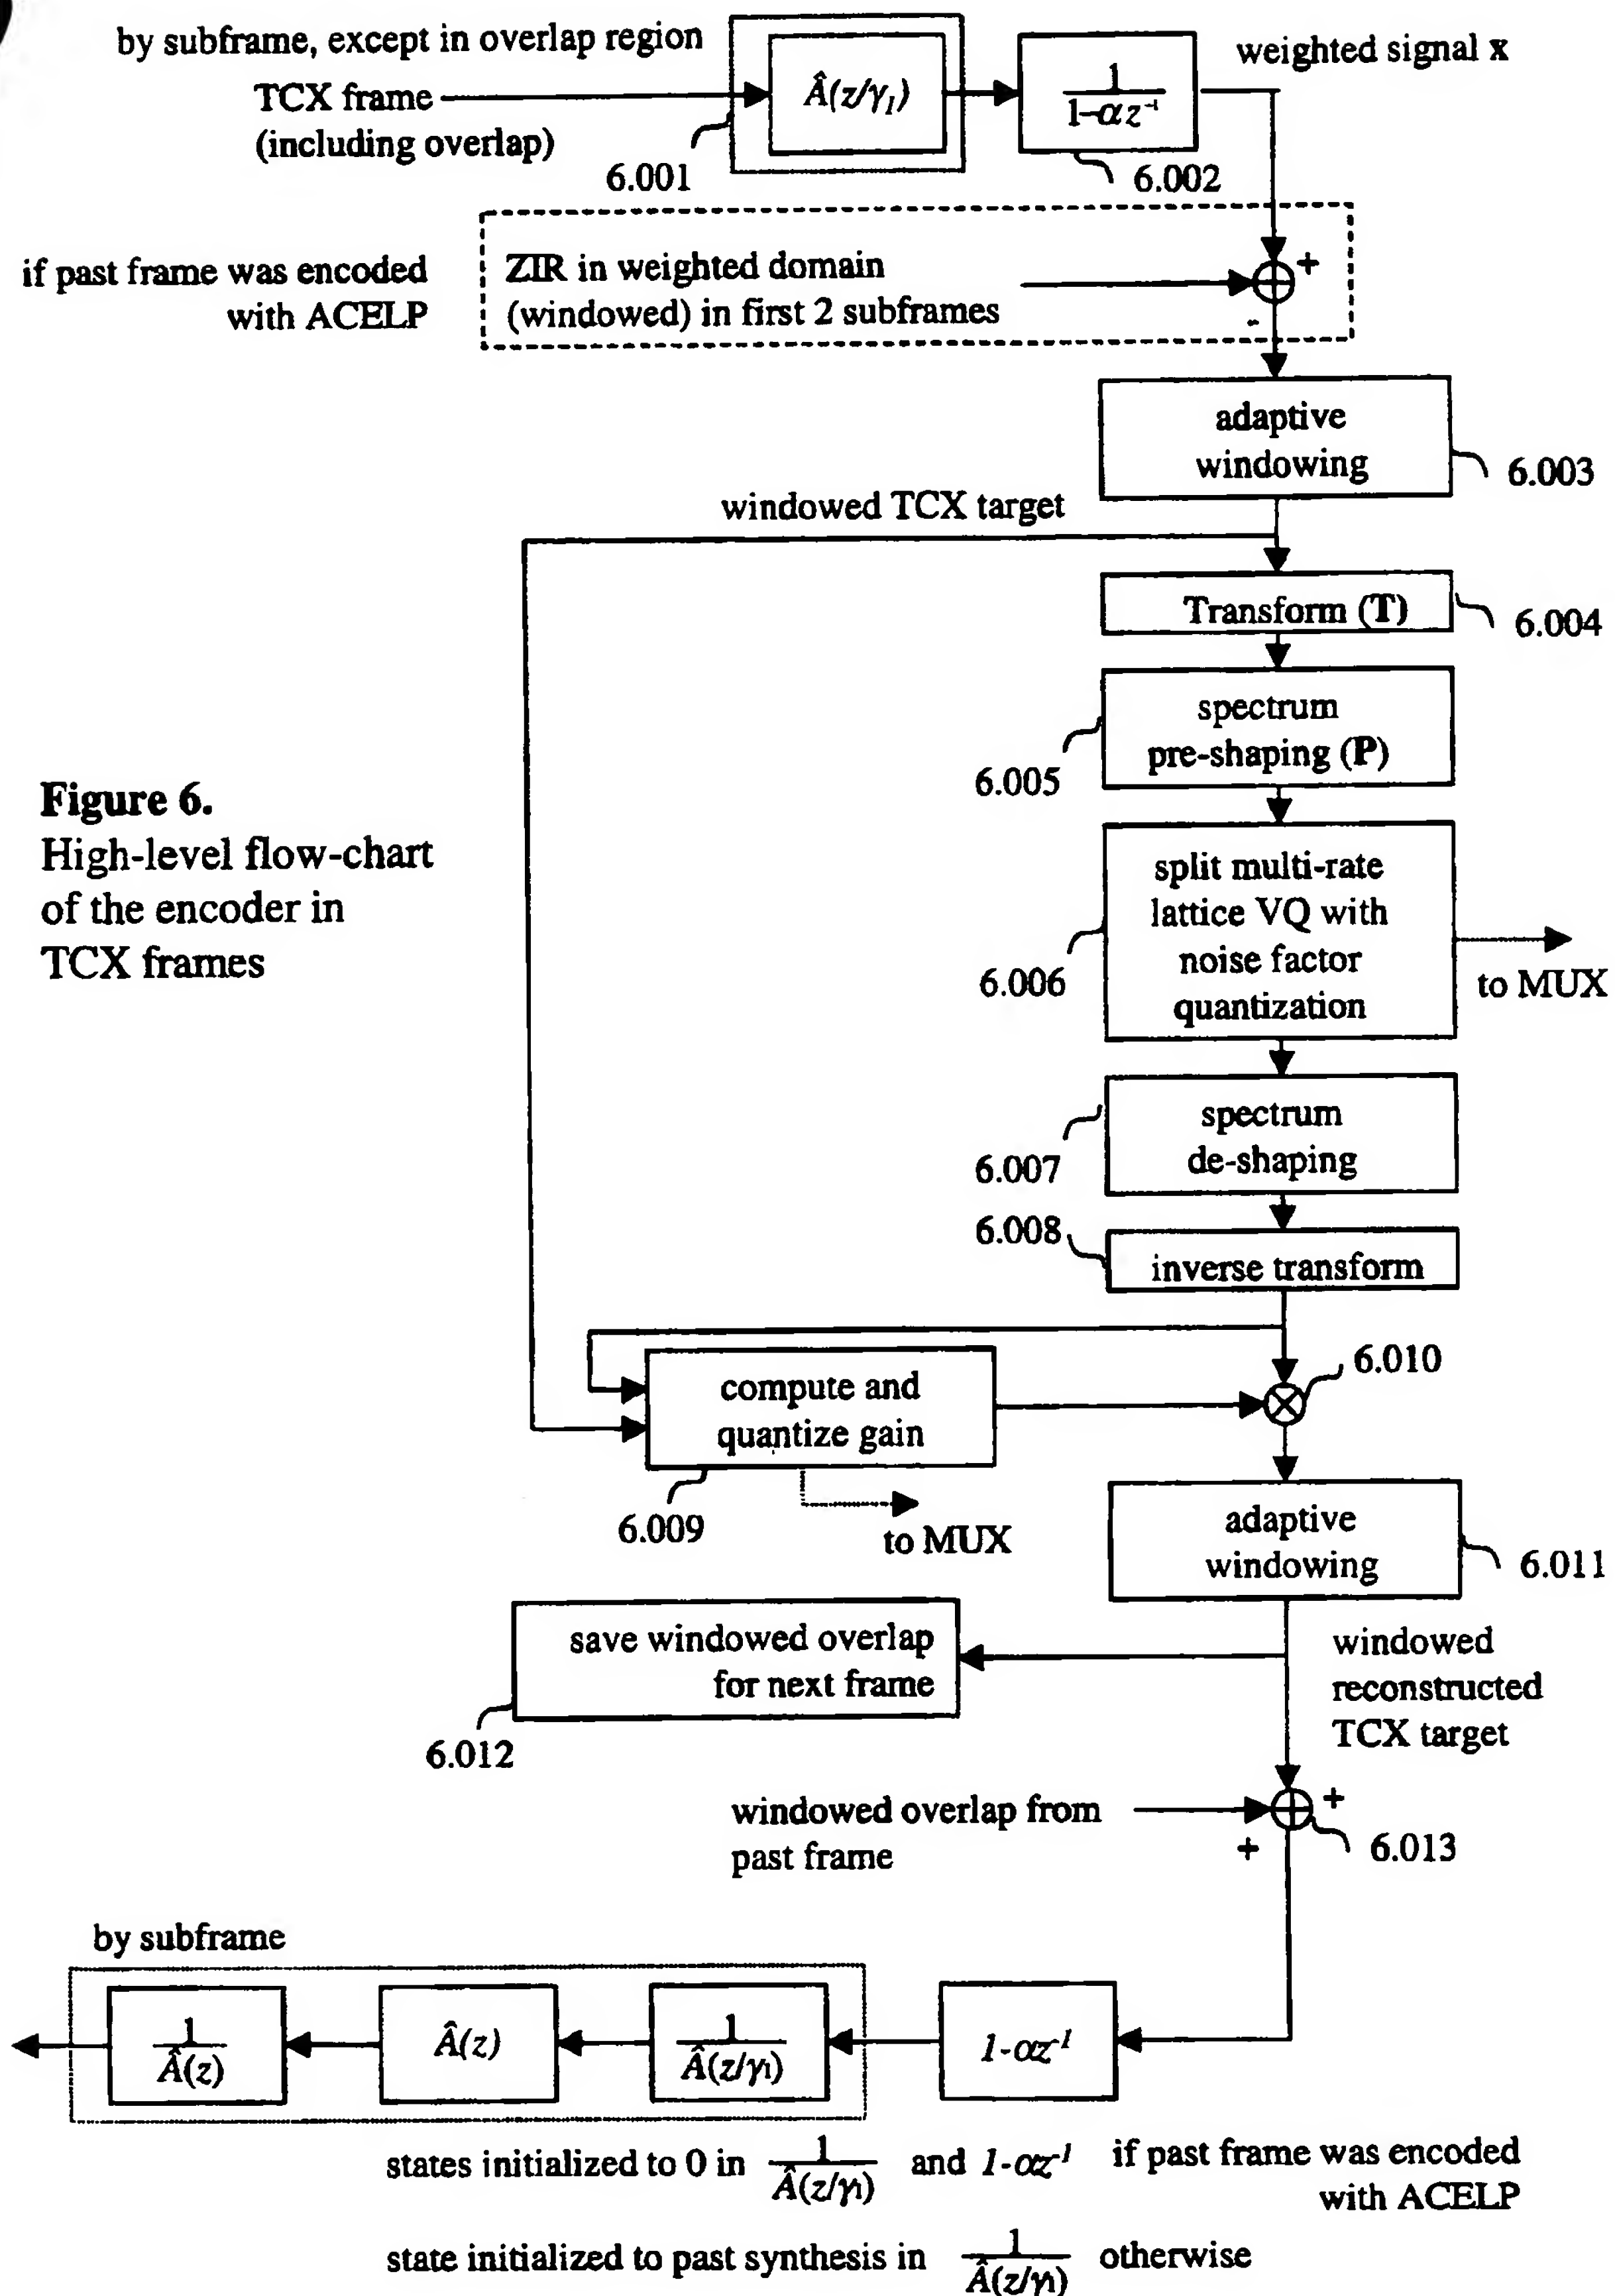 by subframe, except in overlap region
TCX frame
(including overlap)
Â(z/γ1)
1
1-αz⁻¹
weighted signal x
6.001
6.002
if past frame was encoded
with ACELP
ZIR in weighted domain
(windowed) in first 2 subframes
+
-
adaptive
windowing
6.003
windowed TCX target
Transform (T)
6.004
spectrum
pre-shaping (P)
6.005
Figure 6.
High-level flow-chart
of the encoder in
TCX frames
split multi-rate
lattice VQ with
noise factor
quantization
6.006
to MUX
spectrum
de-shaping
6.007
6.008
inverse transform
6.010
compute and
quantize gain
6.009
to MUX
adaptive
windowing
6.011
save windowed overlap
for next frame
6.012
windowed
reconstructed
TCX target
windowed overlap from
past frame
+
+
6.013
by subframe
1
Â(z)
Â(z)
1
Â(z/γ1)
1-αz⁻¹
states initialized to 0 in 1/Â(z/γ1) and 1-αz⁻¹ if past frame was encoded
with ACELP
state initialized to past synthesis in 1/Â(z/γ1) otherwise